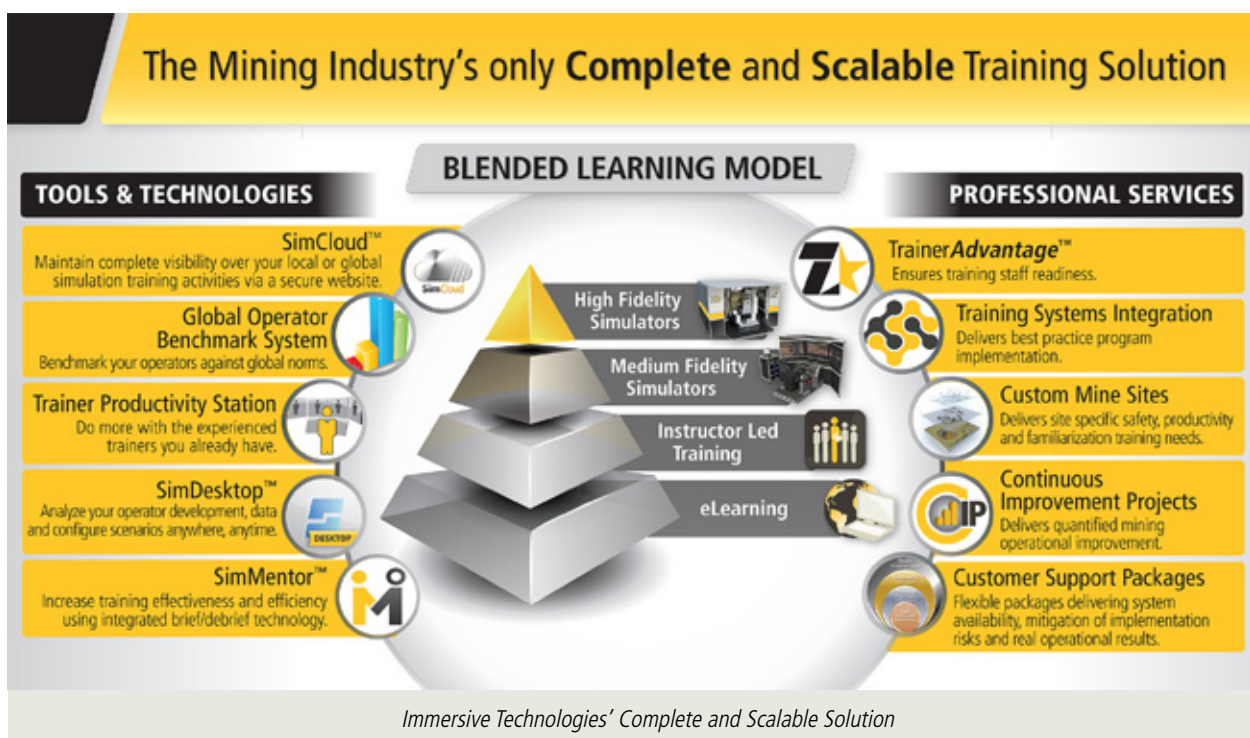 The Mining Industry's only Complete and Scalable Training Solution
BLENDED LEARNING MODEL
TOOLS & TECHNOLOGIES
SimCloud™
Maintain complete visibility over your local or global
simulation training activities via a secure website.
SimCloud
Global Operator
Benchmark System
Benchmark your operators against global norms.
Trainer Productivity Station
Do more with the experienced
trainers you already have.
SimDesktop™
Analyze your operator development, data
and configure scenarios anywhere, anytime.
DESKTOP
SimMentor™
Increase training effectiveness and efficiency
using integrated brief/debrief technology.
High Fidelity
Simulators
Medium Fidelity
Simulators
Instructor Led
Training
eLearning
PROFESSIONAL SERVICES
TrainerAdvantage™
Ensures training staff readiness.
Training Systems Integration
Delivers best practice program
implementation.
Custom Mine Sites
Delivers site specific safety, productivity
and familiarization training needs.
CIP
Continuous
Improvement Projects
Delivers quantified mining
operational improvement.
Customer Support Packages
Flexible packages delivering system
availability, mitigation of implementation
risks and real operational results.
Immersive Technologies' Complete and Scalable Solution